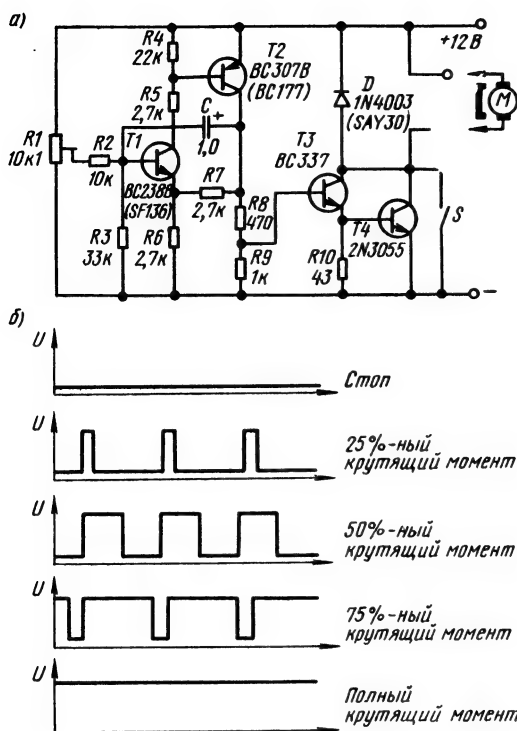 а)
R4
22к
T2
BC307B
(BC177)
+12В
R5
2,7к
D
1N4003
(SAY30)
M
C
+
1,0
R1
10к1
R2
10к
T1
BC238B
(SF136)
T3
BC337
R7
2,7к
R8
470
S
T4
2N3055
R3
33к
R6
2,7к
R9
1к
R10
43
−
б)
U
Стоп
U
25%-ный
крутящий момент
U
50%-ный
крутящий момент
U
75%-ный
крутящий момент
U
Полный
крутящий момент